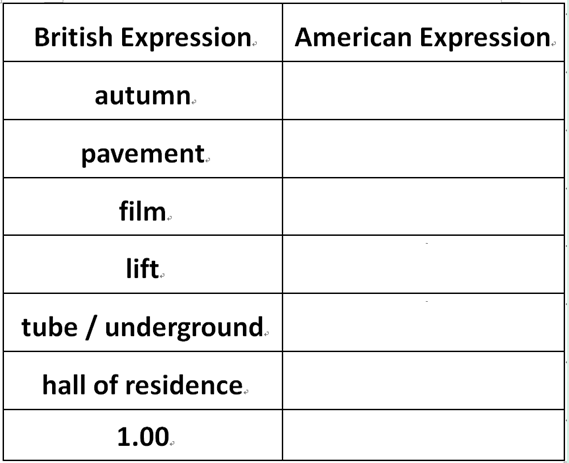 British Expression American Expression
autumn
pavement
film
lift
tube / underground
hall of residence
1.00